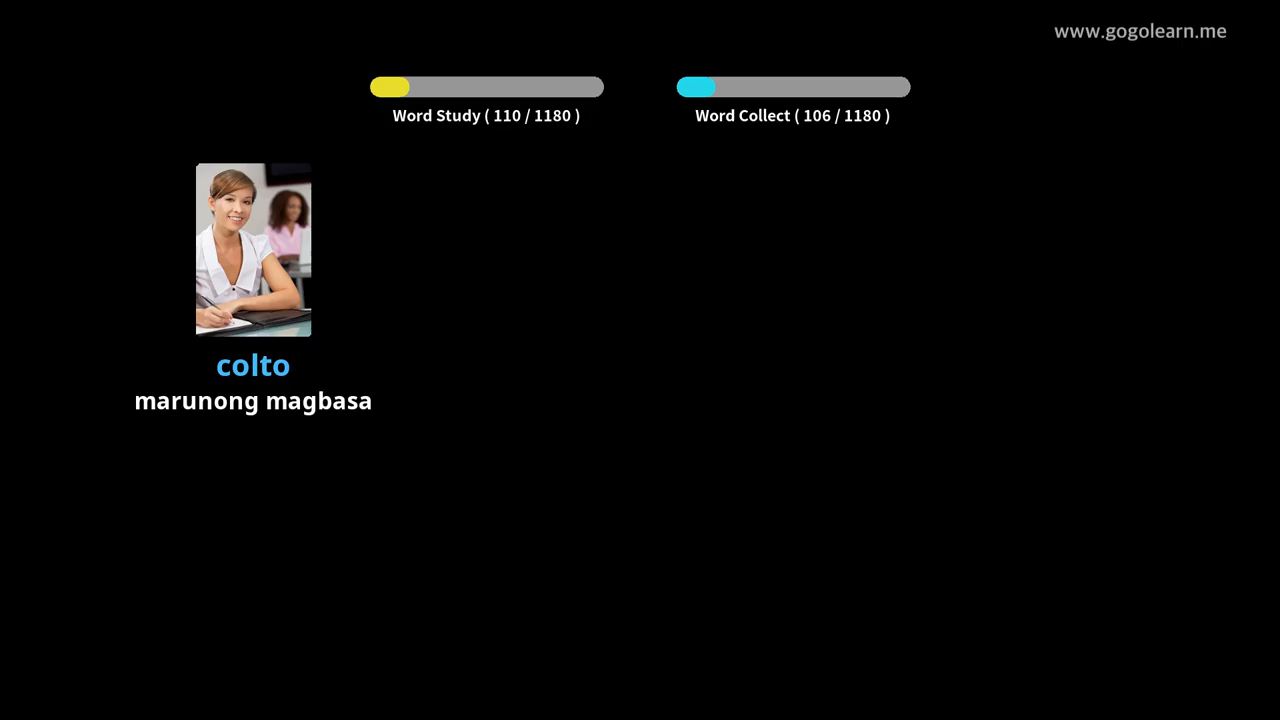 www.gogolearn.me
Word Study ( 110 / 1180 )
Word Collect ( 106 / 1180 )
colto
marunong magbasa